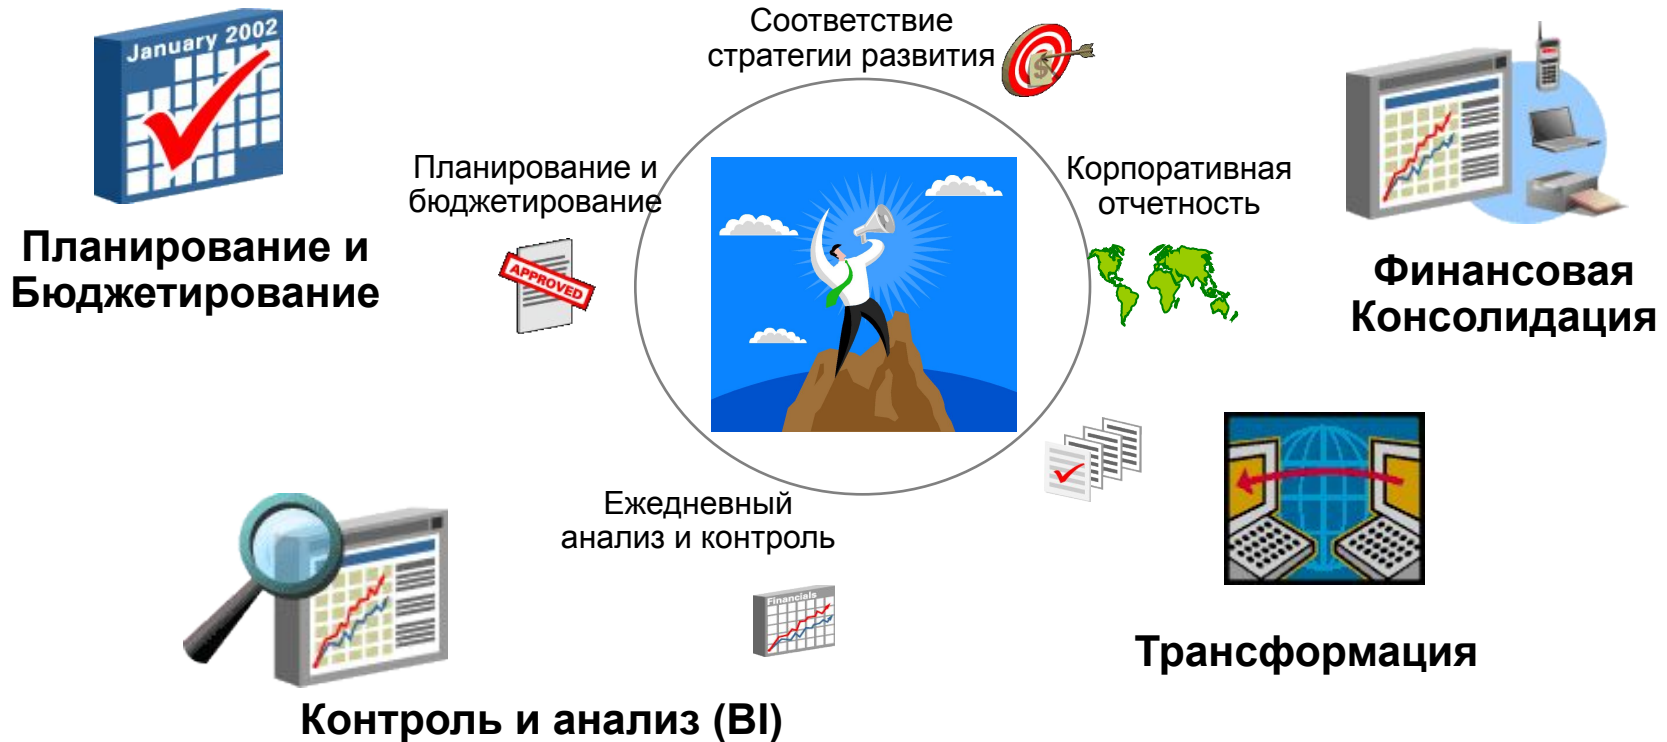 Соответствие
стратегии развития
January 2002
Планирование и
бюджетирование
Корпоративная
отчетность
Планирование и
Бюджетирование
APPROVED
Финансовая
Консолидация
Ежедневный
анализ и контроль
Financials
Трансформация
Контроль и анализ (BI)